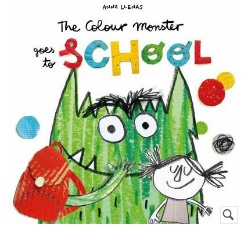 ANNA LLENAS
The Colour Monster
goes to SCHOOL